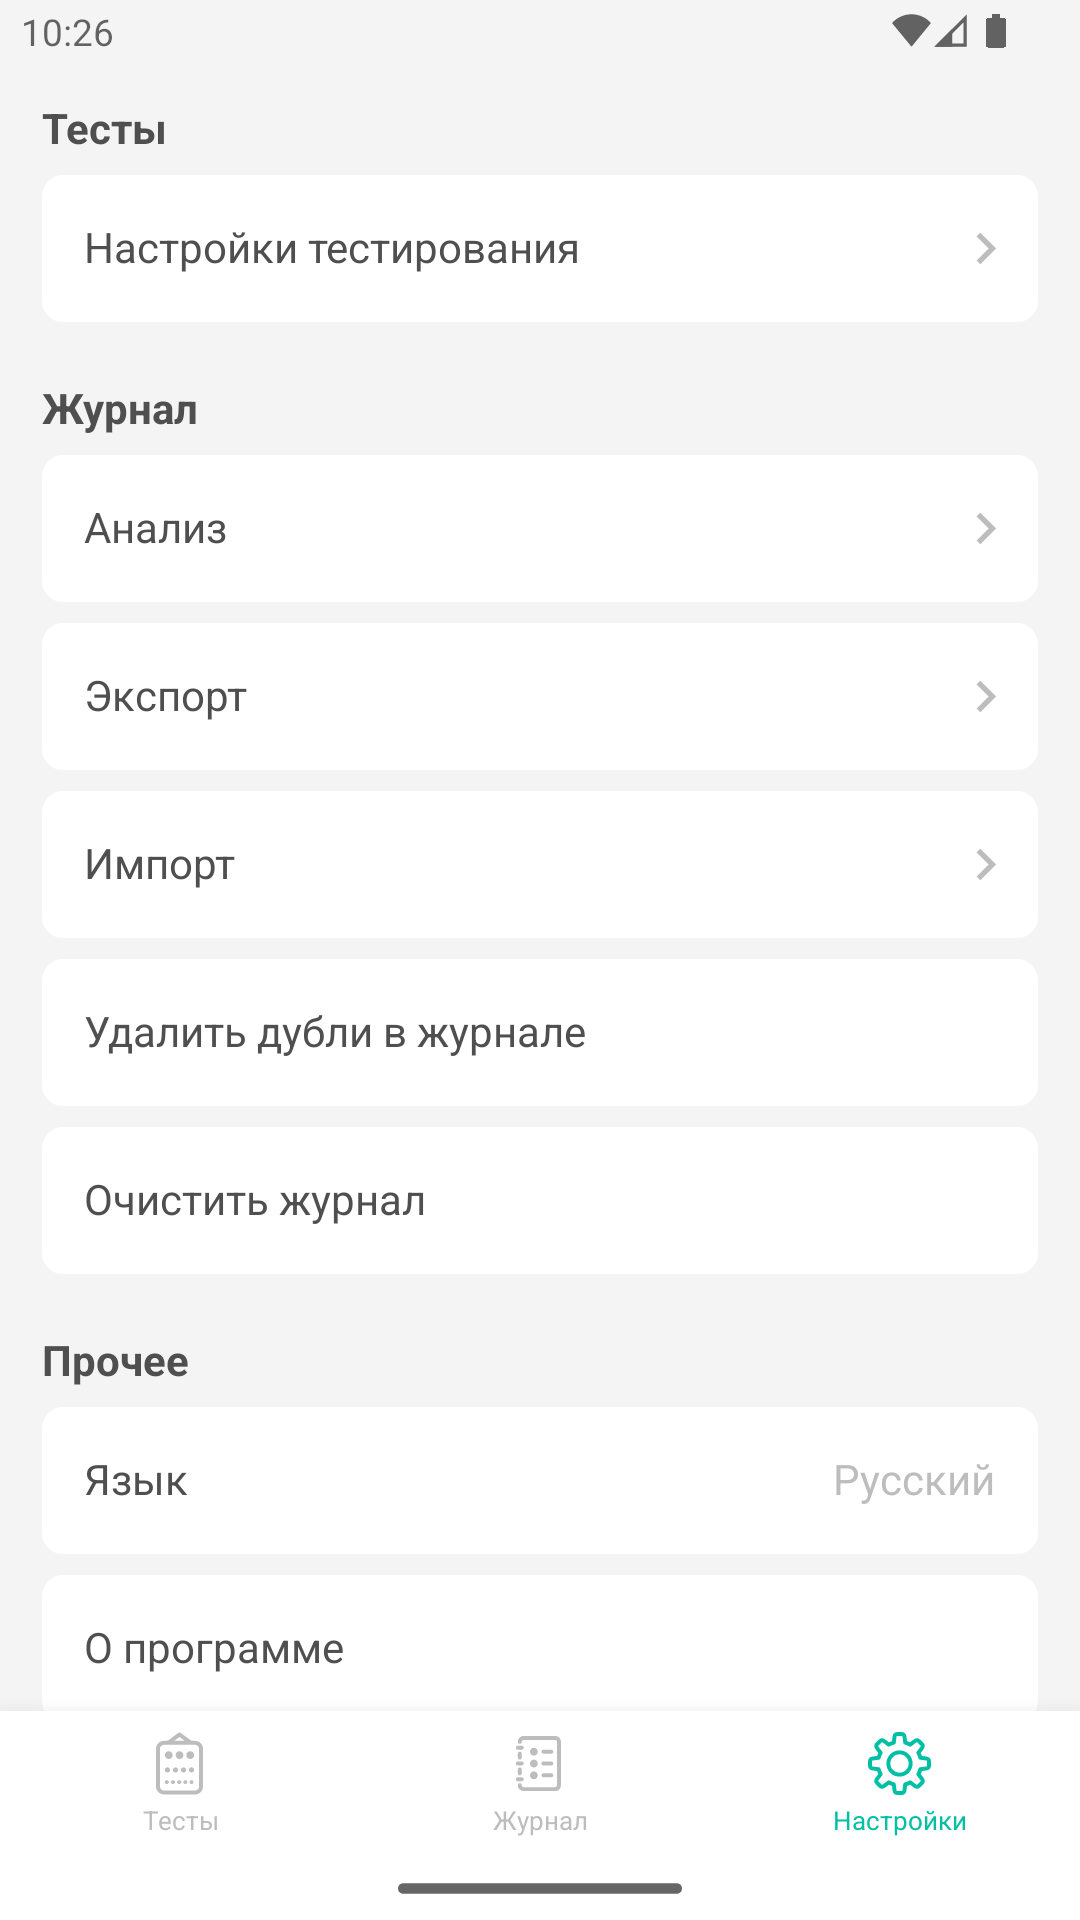 10:26
Тесты
Настройки тестирования
Журнал
Анализ
Экспорт
Импорт
Удалить дубли в журнале
Очистить журнал
Прочее
Язык Русский
О программе
Тесты Журнал Настройки